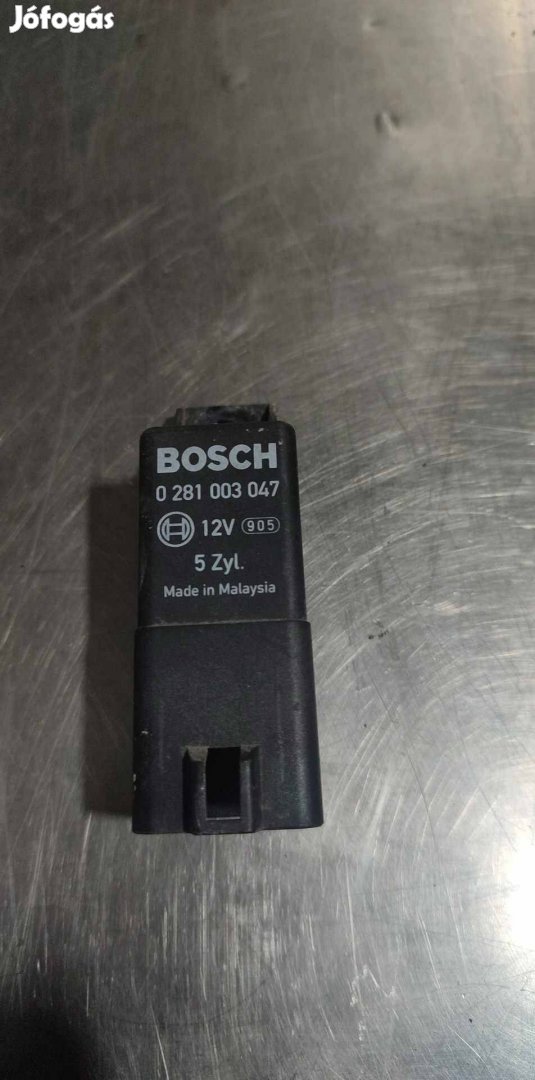 Jófogás
BOSCH
0 281 003 047
12V 905
5 Zyl.
Made in Malaysia